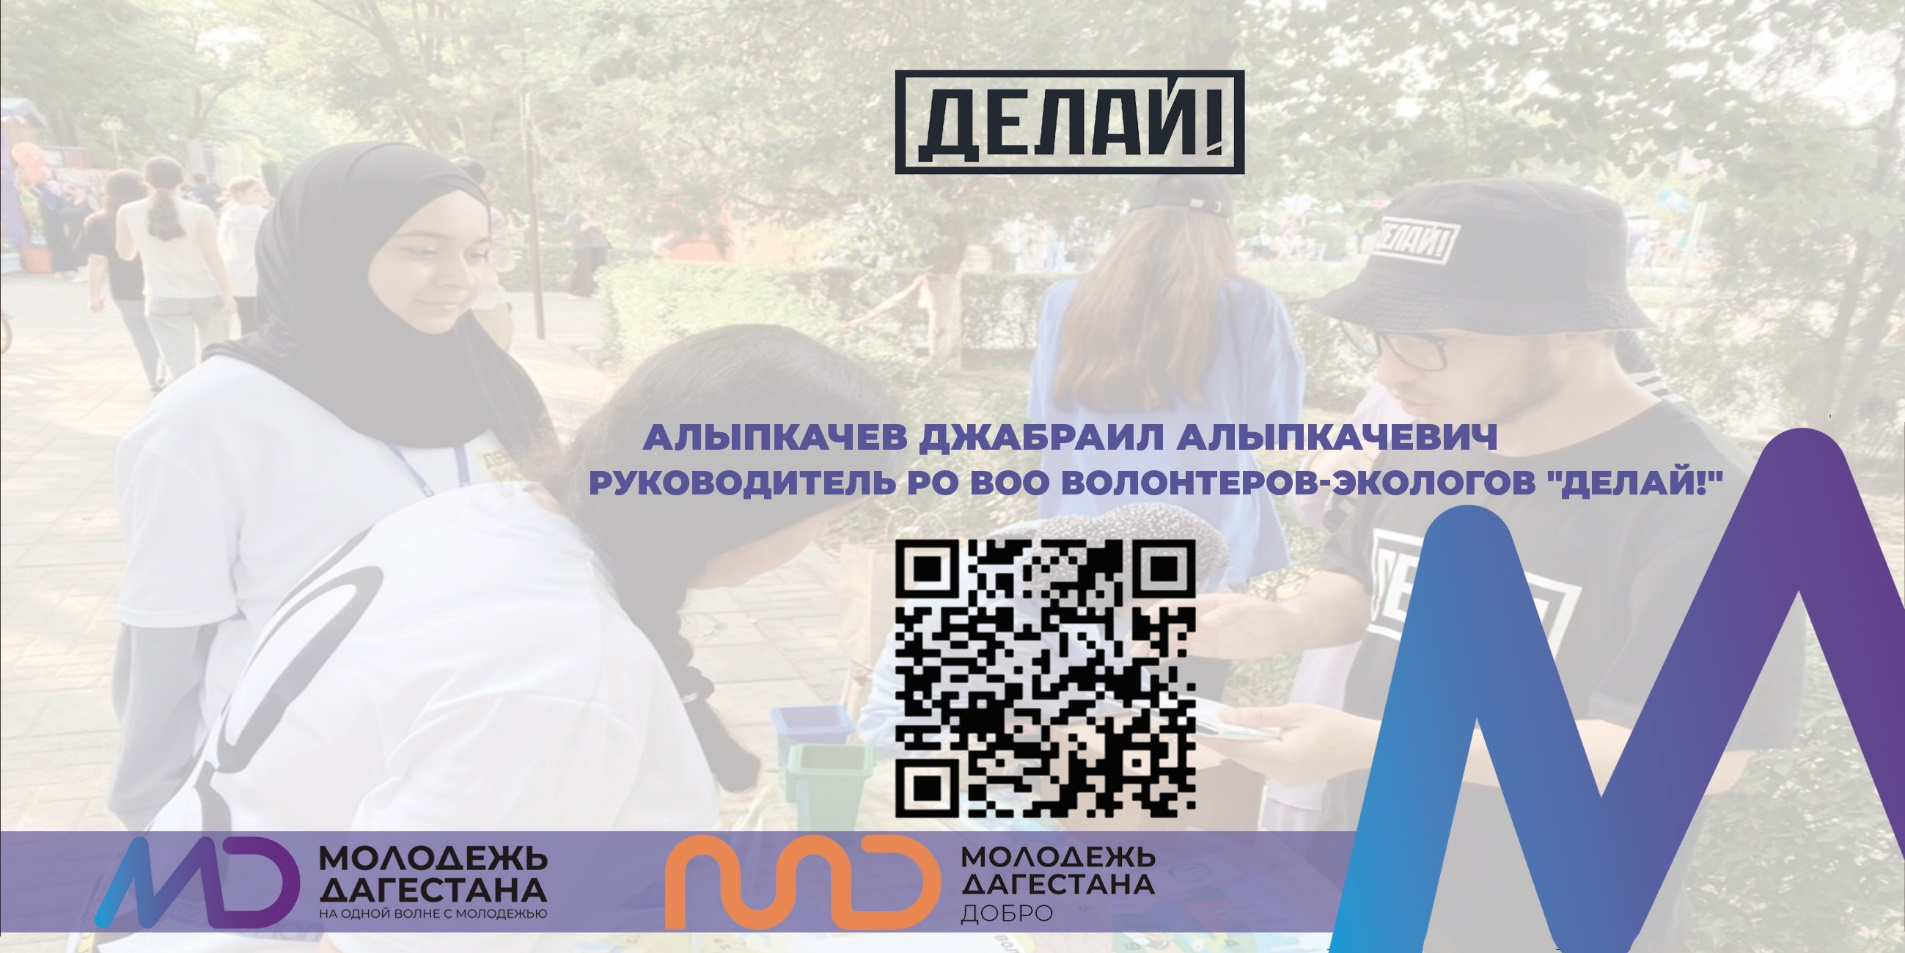 ДЕЛАЙ!
ДЕЛАЙ!
АЛЫПКАЧЕВ ДЖАБРАИЛ АЛЫПКАЧЕВИЧ
РУКОВОДИТЕЛЬ РО ВОО ВОЛОНТЕРОВ-ЭКОЛОГОВ "ДЕЛАЙ!"
МОЛОДЕЖЬ
ДАГЕСТАНА
НА ОДНОЙ ВОЛНЕ С МОЛОДЕЖЬЮ
МОЛОДЕЖЬ
ДАГЕСТАНА
ДОБРО